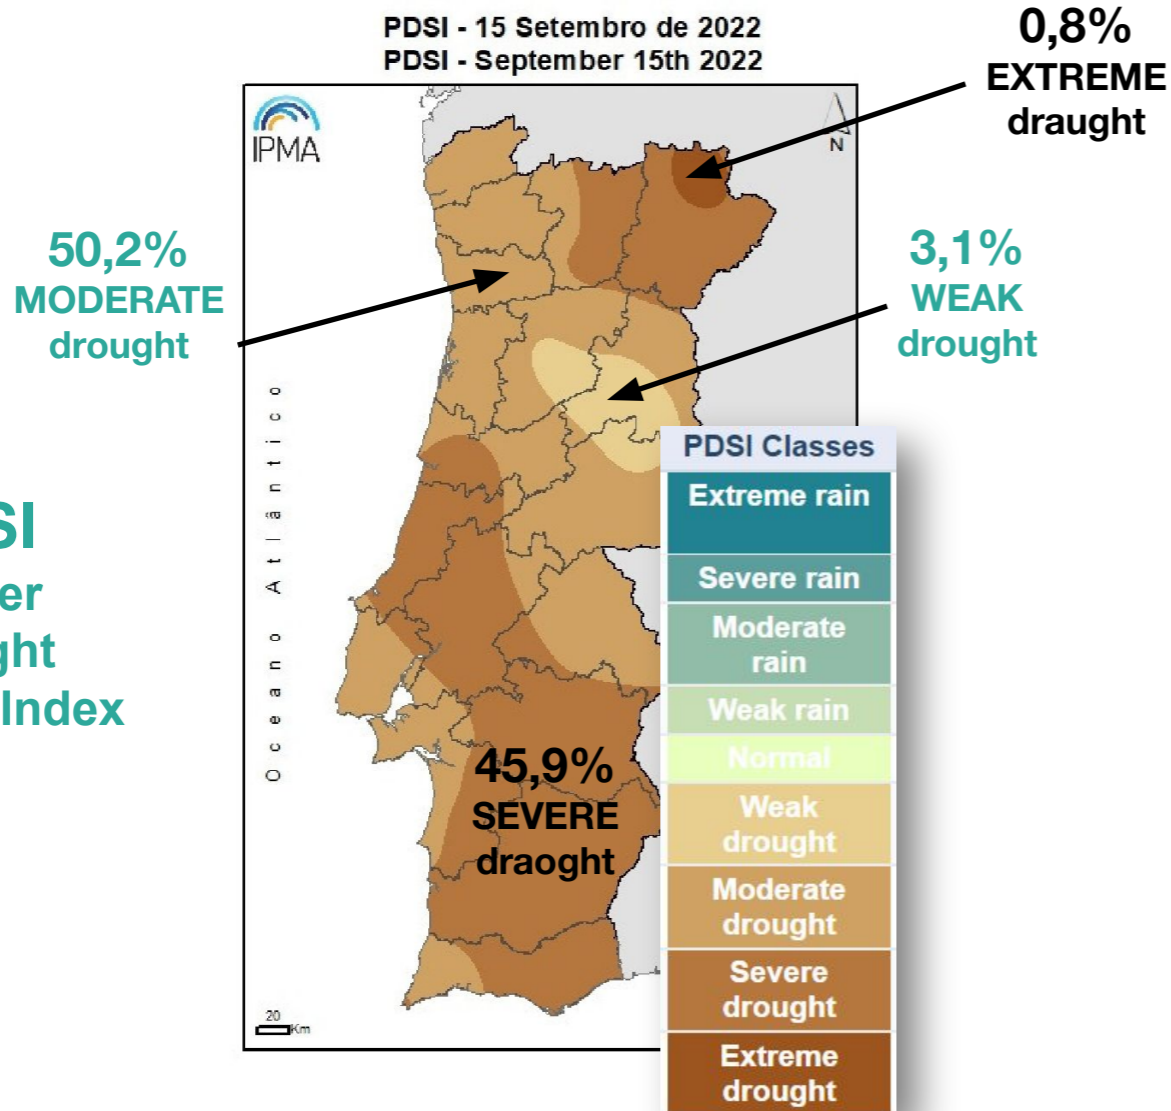 PDSI - 15 Setembro de 2022
PDSI - September 15th 2022
0,8%
EXTREME
draught
IPMA
N
50,2%
MODERATE
drought
3,1%
WEAK
drought
Oceano Atlântico
SI
er
ght
Index
45,9%
SEVERE
draoght
PDSI Classes
Extreme rain
Severe rain
Moderate
rain
Weak rain
Normal
Weak
drought
Moderate
drought
Severe
drought
Extreme
drought
20
Km